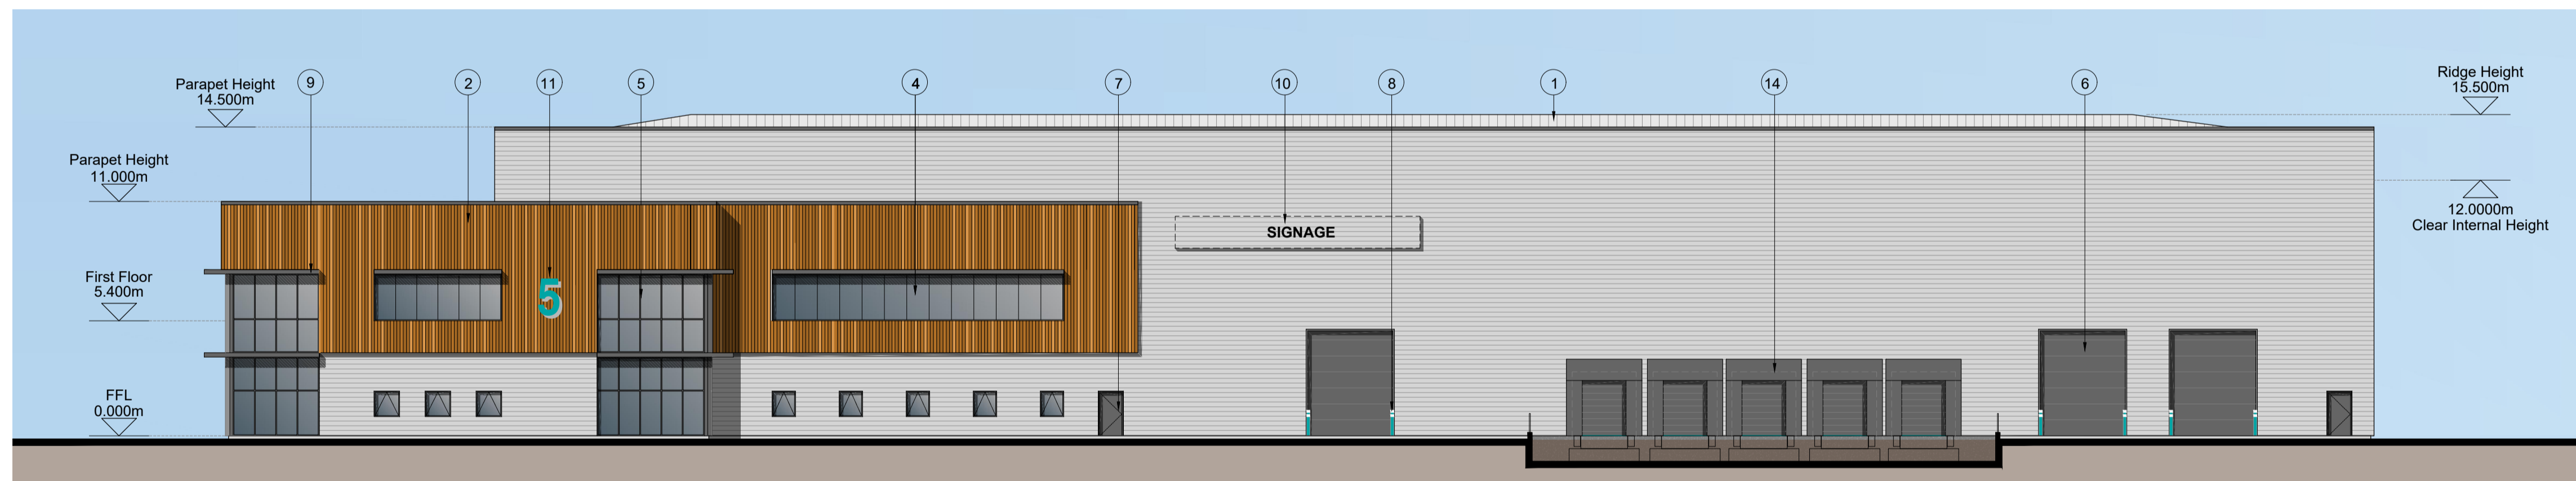 Parapet Height
14.500m
9
2
11
5
4
7
10
8
1
14
6
Ridge Height
15.500m
Parapet Height
11.000m
12.0000m
Clear Internal Height
SIGNAGE
First Floor
5.400m
5
FFL
0.000m